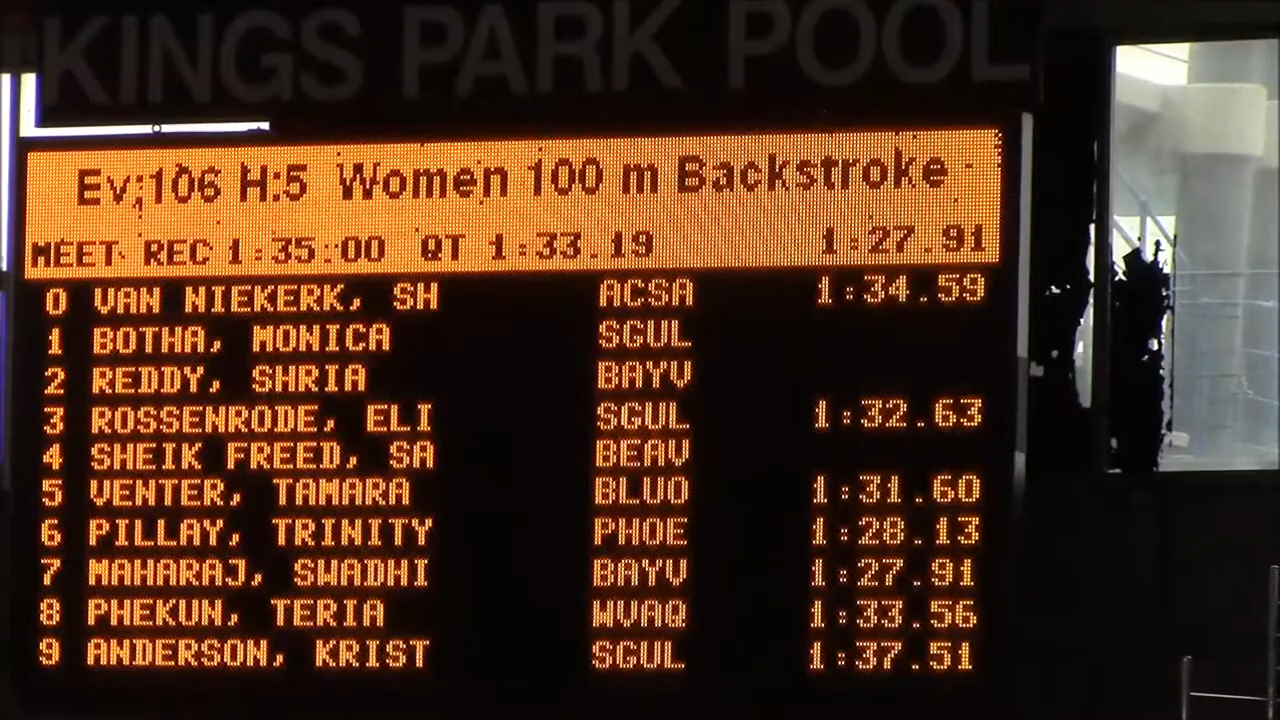 KINGS PARK POOL
Ev:106 H:5 Women 100 m Backstroke
MEET REC 1:35:00 QT 1:33.19 1:27.91
0 VAN NIEKERK, SH ACSA 1:34.59
1 BOTHA, MONICA SGUL
2 REDDY, SHRIA BAYV
3 ROSSENRODE, ELI SGUL 1:32.63
4 SHEIK FREED, SA BEAV
5 VENTER, TAMARA BLUO 1:31.60
6 PILLAY, TRINITY PHOE 1:28.13
7 MAHARAJ, SWADHI BAYV 1:27.91
8 PHEKUN, TERIA WVAQ 1:33.56
9 ANDERSON, KRIST SGUL 1:37.51